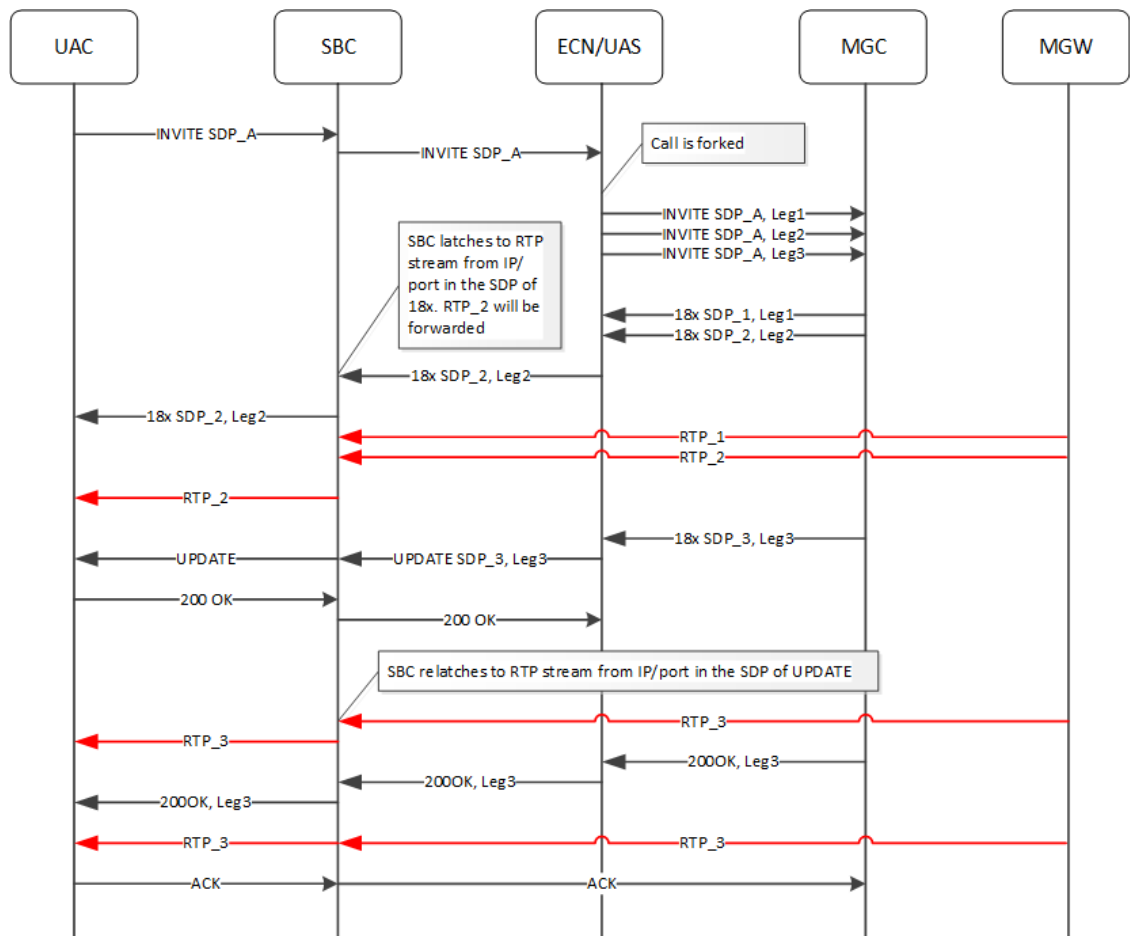 UAC
SBC
ECN/UAS
MGC
MGW
INVITE SDP_A
INVITE SDP_A
Call is forked
INVITE SDP_A, Leg1
INVITE SDP_A, Leg2
INVITE SDP_A, Leg3
SBC latches to RTP
stream from IP/
port in the SDP of
18x. RTP_2 will be
forwarded
18x SDP_1, Leg1
18x SDP_2, Leg2
18x SDP_2, Leg2
18x SDP_2, Leg2
RTP_1
RTP_2
RTP_2
18x SDP_3, Leg3
UPDATE
UPDATE SDP_3, Leg3
200 OK
200 OK
SBC relatches to RTP stream from IP/port in the SDP of UPDATE
RTP_3
RTP_3
200OK, Leg3
200OK, Leg3
200OK, Leg3
RTP_3
RTP_3
ACK
ACK